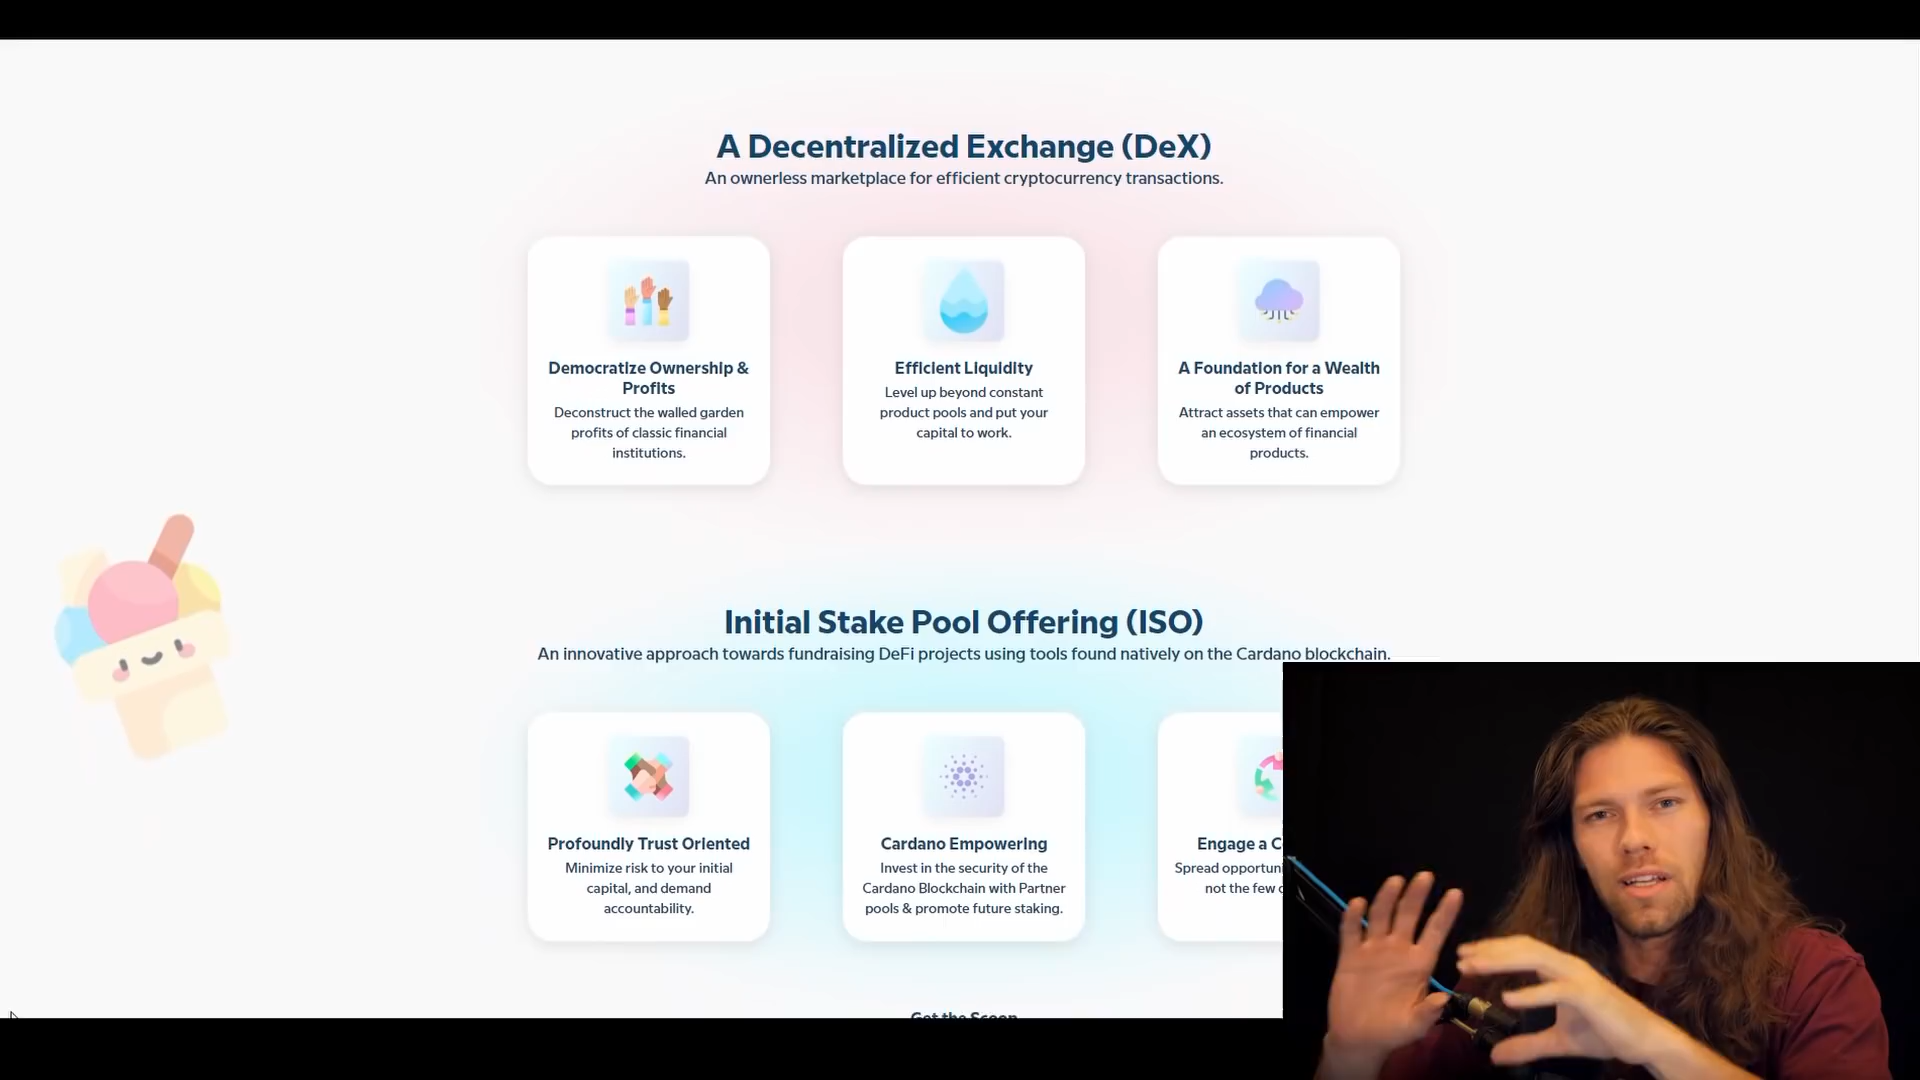 A Decentralized Exchange (DeX)
An ownerless marketplace for efficient cryptocurrency transactions.
Democratize Ownership &
Profits
Deconstruct the walled garden
profits of classic financial
institutions.
Efficient Liquidity
Level up beyond constant
product pools and put your
capital to work.
A Foundation for a Wealth
of Products
Attract assets that can empower
an ecosystem of financial
products.
Initial Stake Pool Offering (ISO)
An innovative approach towards fundraising DeFi projects using tools found natively on the Cardano blockchain.
Profoundly Trust Oriented
Minimize risk to your initial
capital, and demand
accountability.
Cardano Empowering
Invest in the security of the
Cardano Blockchain with Partner
pools & promote future staking.
Engage a
Spread
not the few
Get the Scoop